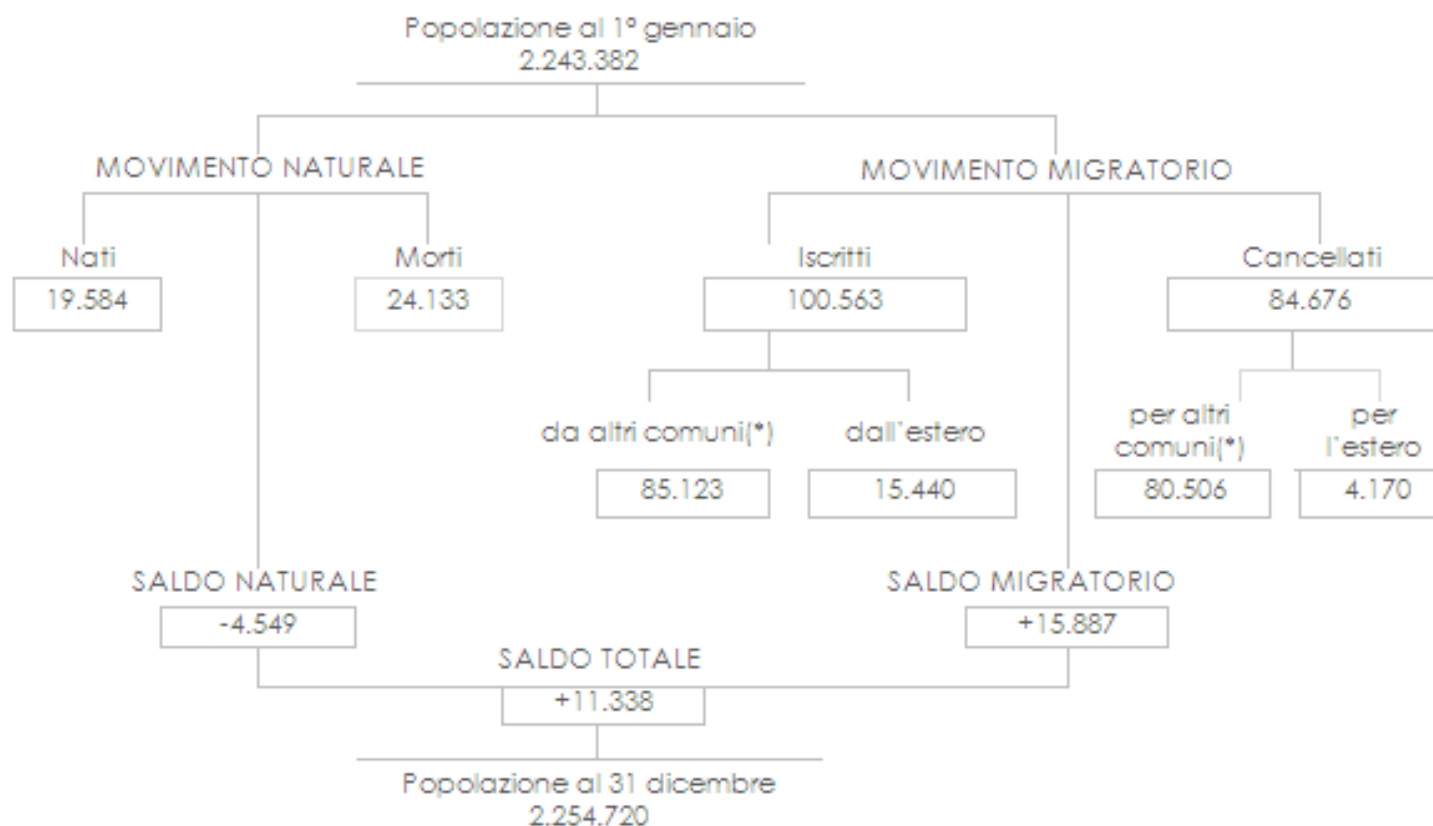 Popolazione al 1° gennaio
2.243.382
MOVIMENTO NATURALE
MOVIMENTO MIGRATORIO
Nati
Morti
Iscritti
Cancellati
19.584
24.133
100.563
84.676
da altri comuni(*)
dall'estero
per altri
comuni(*)
per
l'estero
85.123
15.440
80.506
4.170
SALDO NATURALE
SALDO MIGRATORIO
-4.549
+15.887
SALDO TOTALE
+11.338
Popolazione al 31 dicembre
2.254.720